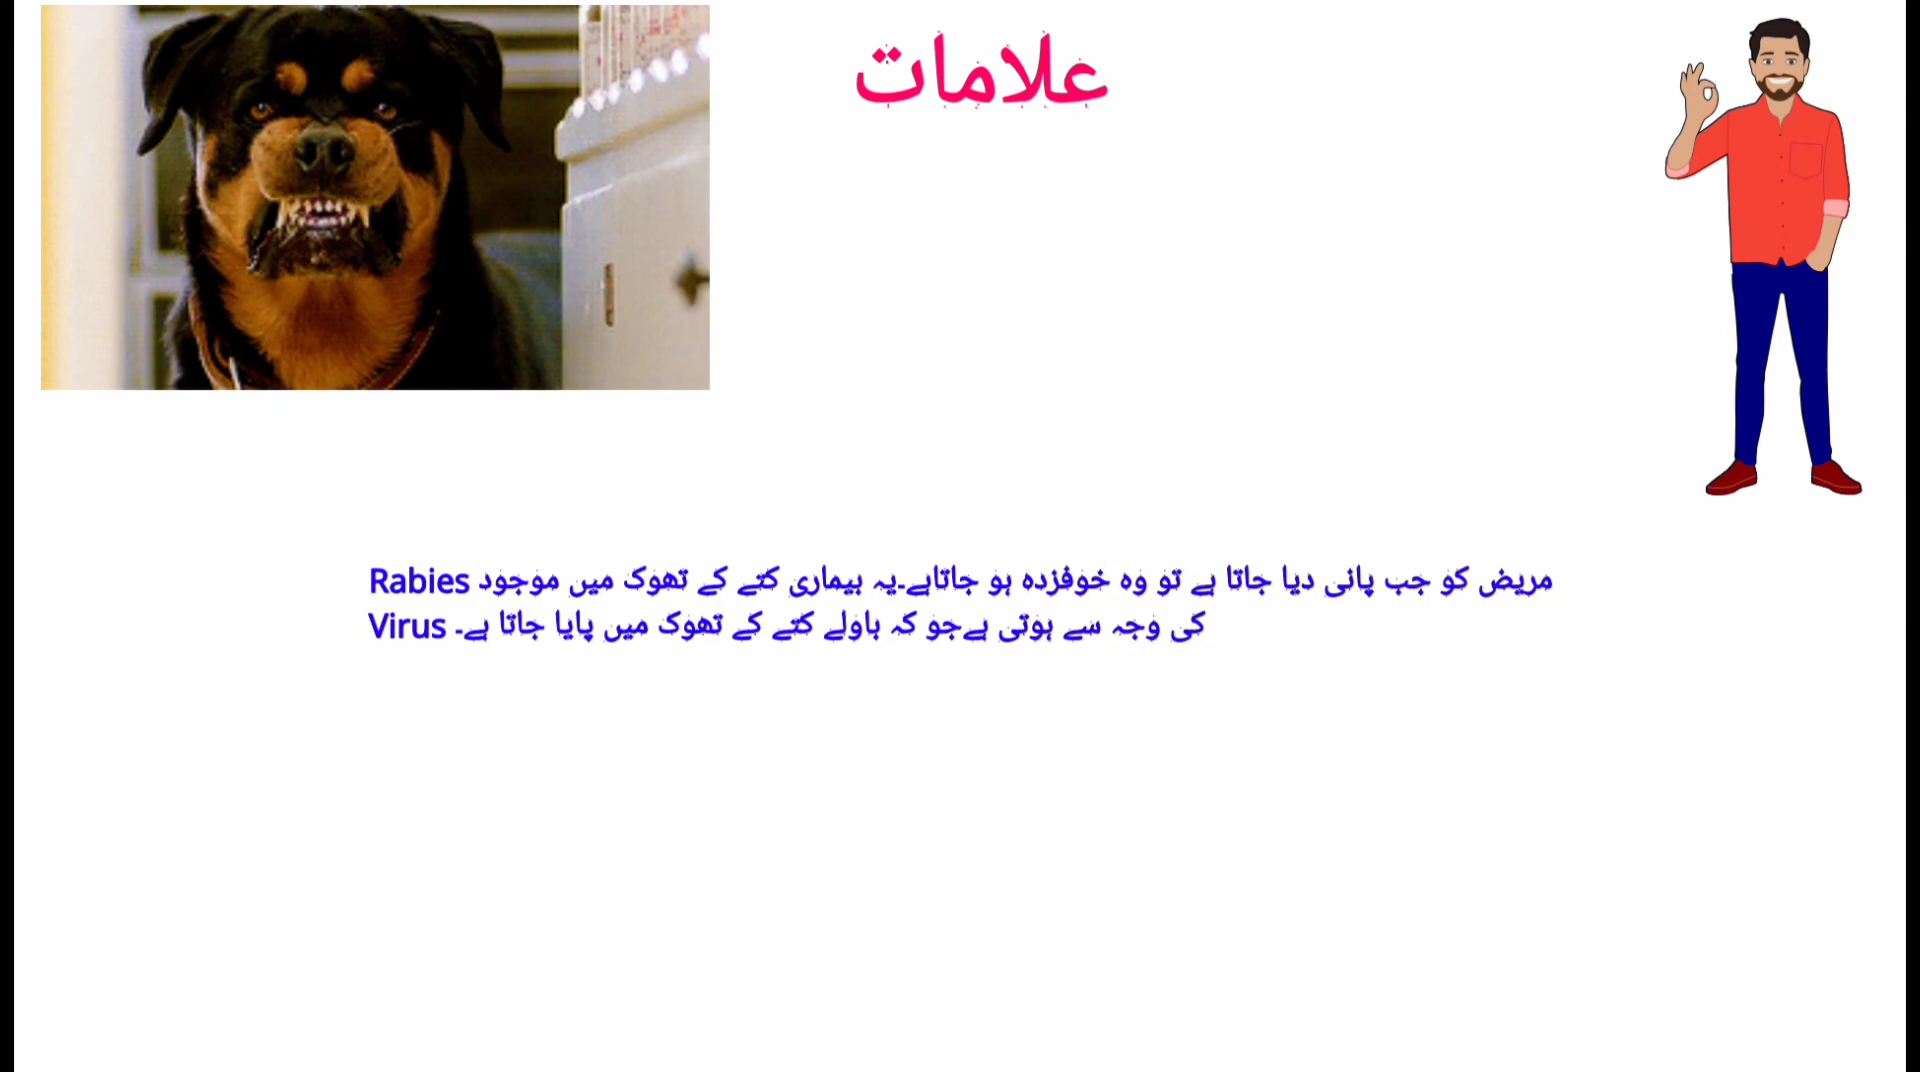 علامات
مریض کو جب پانی دیا جاتا ہے تو وہ خوفزدہ ہو جاتاہے۔یہ بیماری کتے کے تھوک میں موجود Rabies
Virus کی وجہ سے ہوتی ہےجو کہ باولے کتے کے تھوک میں پایا جاتا ہے۔